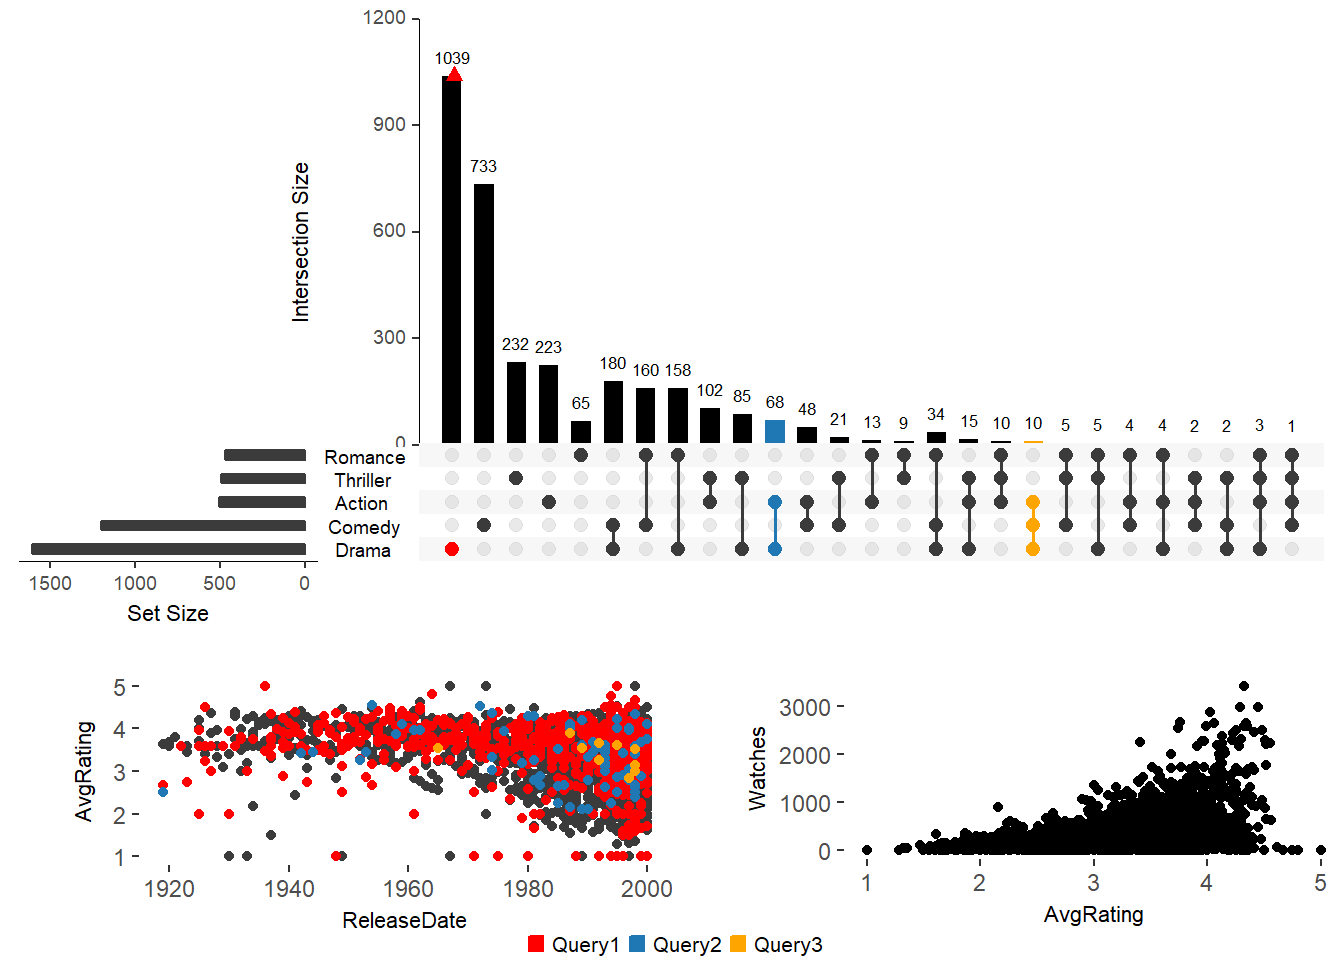 1200
1039
900
733
Intersection Size
600
300
232 223 65 180 160 158 102 85 68 48 21 13 9 34 15 10 10 5 5 4 4 2 2 3 1
0
Romance
Thriller
Action
Comedy
Drama
1500 1000 500 0
Set Size
5
4
3
2
1
AvgRating
1920 1940 1960 1980 2000
ReleaseDate
3000
2000
1000
0
Watches
1 2 3 4 5
AvgRating
Query1 Query2 Query3